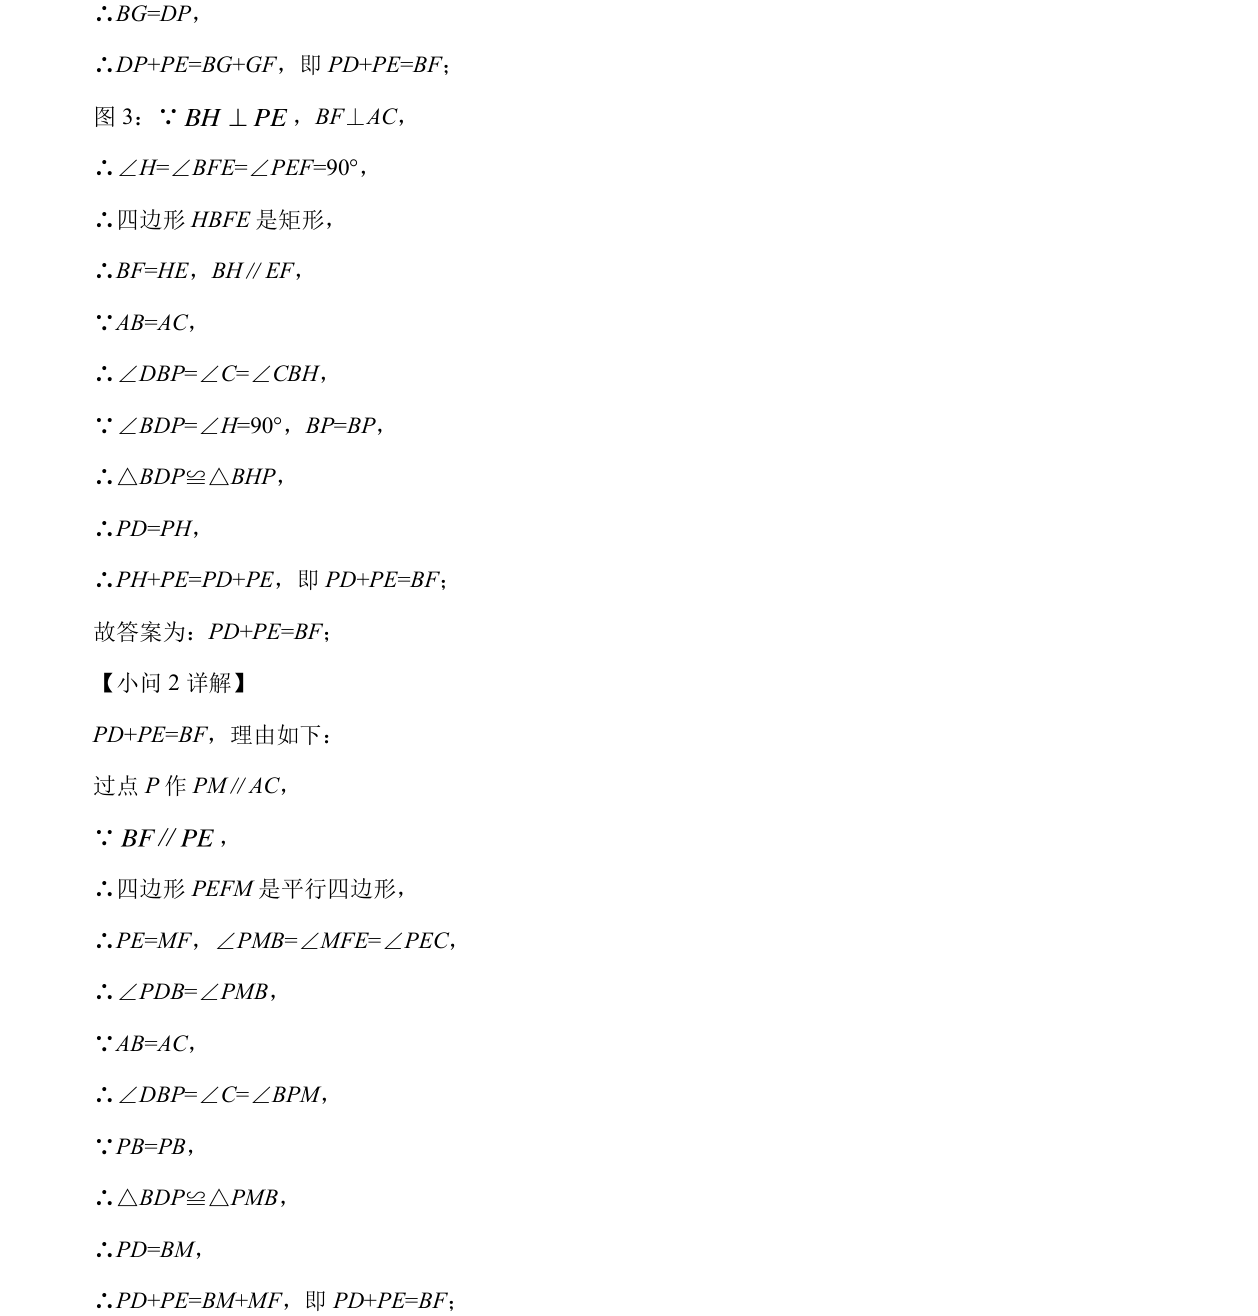 ∴BG=DP，
∴DP+PE=BG+GF，即 PD+PE=BF；
图 3：∵ BH ⊥ PE ，BF⊥AC，
∴∠H=∠BFE=∠PEF=90°，
∴四边形 HBFE 是矩形，
∴BF=HE，BH∥EF，
∵AB=AC，
∴∠DBP=∠C=∠CBH，
∵∠BDP=∠H=90°，BP=BP，
∴△BDP≌△BHP，
∴PD=PH，
∴PH+PE=PD+PE，即 PD+PE=BF；
故答案为：PD+PE=BF；
【小问 2 详解】
PD+PE=BF，理由如下：
过点 P 作 PM∥AC，
∵ BF∥PE ，
∴四边形 PEFM 是平行四边形，
∴PE=MF，∠PMB=∠MFE=∠PEC，
∴∠PDB=∠PMB，
∵AB=AC，
∴∠DBP=∠C=∠BPM，
∵PB=PB，
∴△BDP≌△PMB，
∴PD=BM，
∴PD+PE=BM+MF，即 PD+PE=BF；